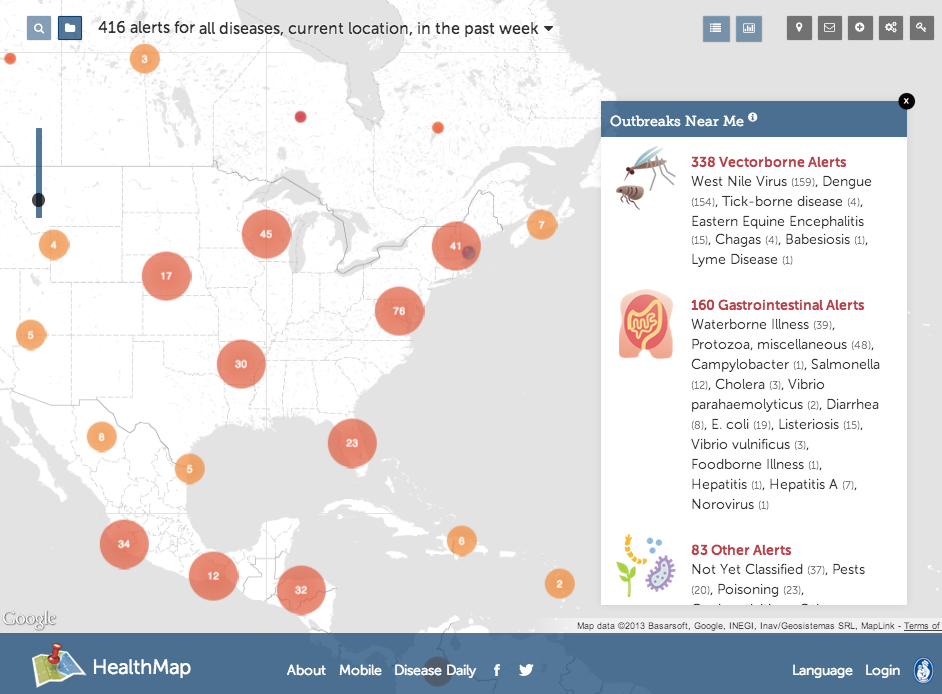 416 alerts for all diseases, current location, in the past week
3
45
4
17
41
7
76
5
30
8
23
5
34
6
12
32
2
x
Outbreaks Near Me i
338 Vectorborne Alerts
West Nile Virus (159), Dengue
(154), Tick-borne disease (4),
Eastern Equine Encephalitis
(15), Chagas (4), Babesiosis (1),
Lyme Disease (1)
160 Gastrointestinal Alerts
Waterborne Illness (39),
Protozoa, miscellaneous (48),
Campylobacter (1), Salmonella
(12), Cholera (3), Vibrio
parahaemolyticus (2), Diarrhea
(8), E. coli (19), Listeriosis (15),
Vibrio vulnificus (3),
Foodborne Illness (1),
Hepatitis (1), Hepatitis A (7),
Norovirus (1)
83 Other Alerts
Not Yet Classified (37), Pests
(20), Poisoning (23),
Google
Map data ©2013 Basarsoft, Google, INEGI, Inav/Geosistemas SRL, MapLink - Terms of
HealthMap
About Mobile Disease Daily f
Language Login